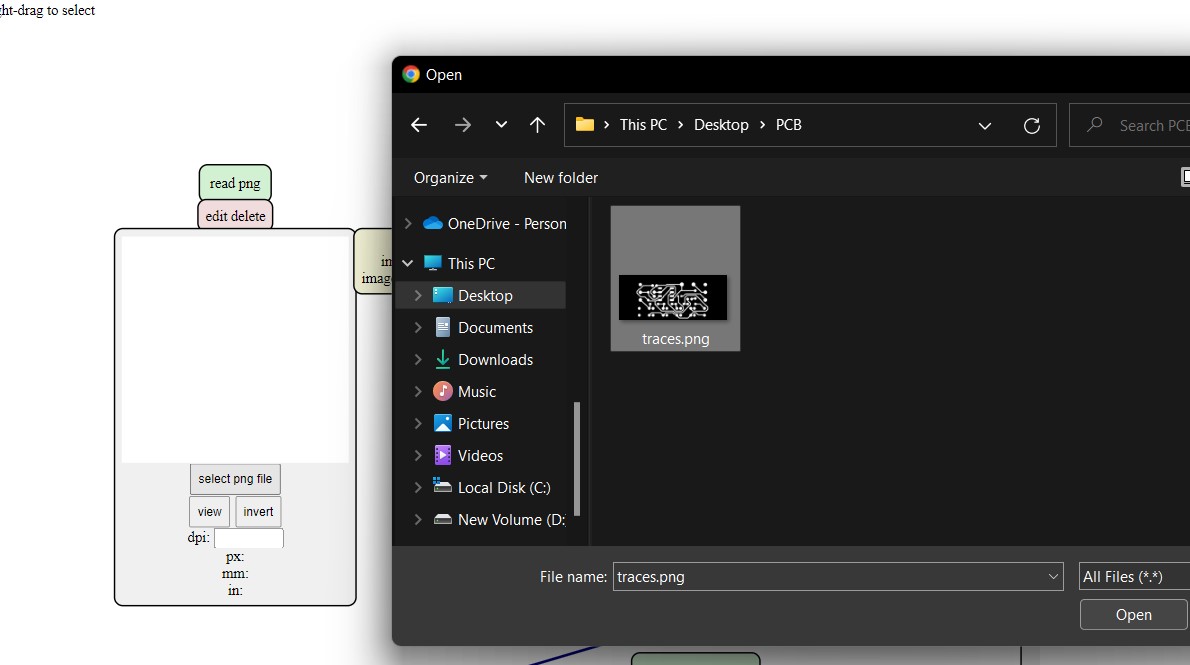 ght-drag to select
Open
This PC
Desktop
PCB
Search PCB
Organize
New folder
read png
edit delete
OneDrive - Person
This PC
Desktop
Documents
Downloads
Music
Pictures
Videos
Local Disk (C:)
New Volume (D:
traces.png
in
imag
select png file
view invert
dpi:
px:
mm:
in:
File name: traces.png
All Files (*.*)
Open